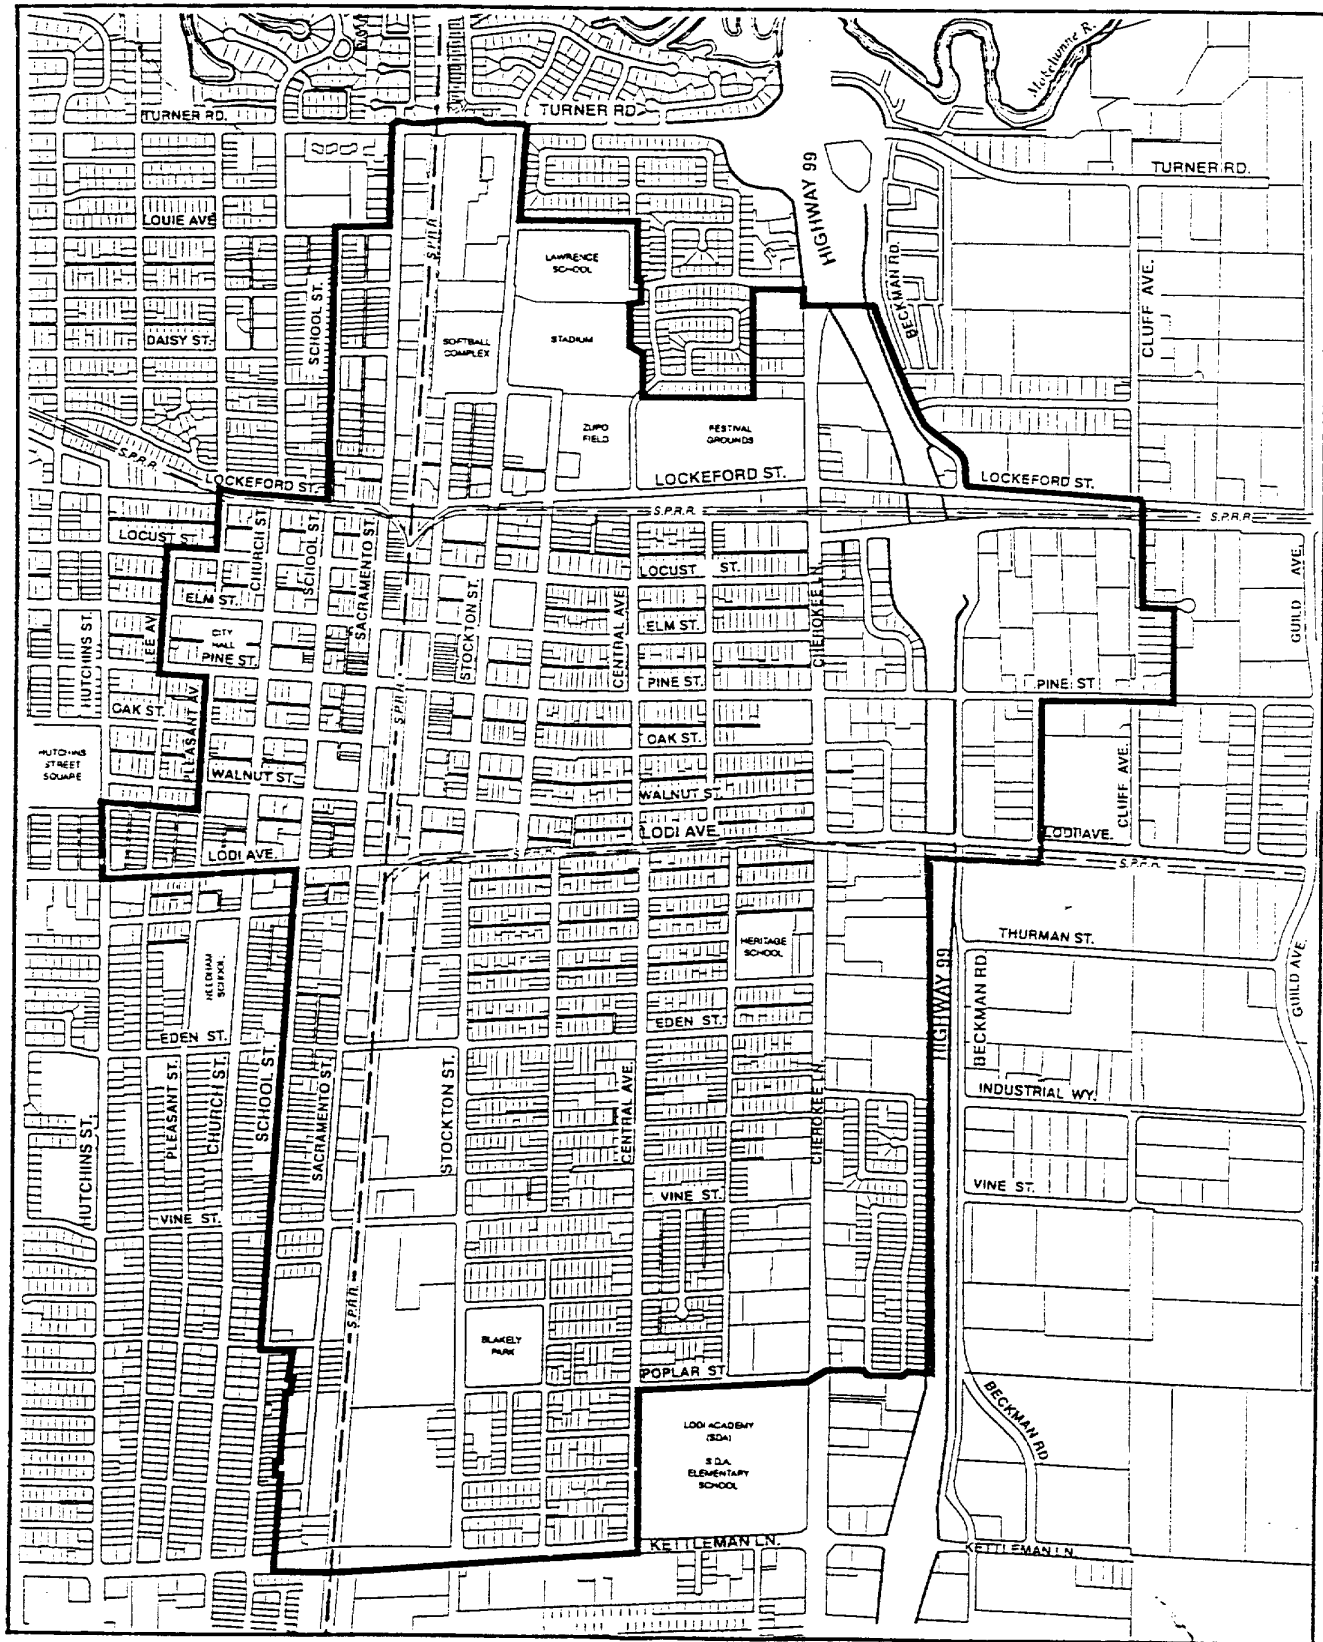 Mokelumne R.
TURNER RD.
TURNER RD.
HIGHWAY 99
TURNER RD.
LOUIE AVE
S.P.R.R.
LAWRENCE
SCHOOL
BECKMAN RD.
CLUFF AVE.
SCHOOL ST.
DAISY ST.
SOFTBALL
COMPLEX
STADIUM
ZUPO
FIELD
FESTIVAL
GROUNDS
S.P.R.R.
LOCKEFORD ST.
LOCKEFORD ST.
LOCKEFORD ST.
S.P.R.R.
S.P.R.R.
LOCUST ST.
CHURCH ST.
SCHOOL ST.
SACRAMENTO ST.
LOCUST ST.
GUILD AVE.
ELM ST.
STOCKTON ST.
CENTRAL AVE.
ELM ST.
CHEROKEE LN.
HUTCHINS ST.
LEE AV.
CITY
HALL
PINE ST.
PINE ST.
PINE ST.
OAK ST.
PLEASANT AV.
S.P.R.R.
OAK ST.
HUTCHINS
STREET
SQUARE
WALNUT ST.
WALNUT ST.
CLUFF AVE.
LODI AVE.
LODI AVE.
LODI AVE.
S.P.R.R.
HERITAGE
SCHOOL
THURMAN ST.
NEEDHAM
SCHOOL
HIGHWAY 99
BECKMAN RD.
GUILD AVE.
EDEN ST.
EDEN ST.
PLEASANT ST.
CHURCH ST.
SCHOOL ST.
SACRAMENTO ST.
STOCKTON ST.
CENTRAL AVE.
CHEROKEE LN.
INDUSTRIAL WY.
HUTCHINS ST.
VINE ST.
VINE ST.
VINE ST.
S.P.R.R.
BLAKELY
PARK
POPLAR ST.
BECKMAN RD
LODI ACADEMY
(SDA)
S.D.A.
ELEMENTARY
SCHOOL
KETTLEMAN LN.
KETTLEMAN LN.